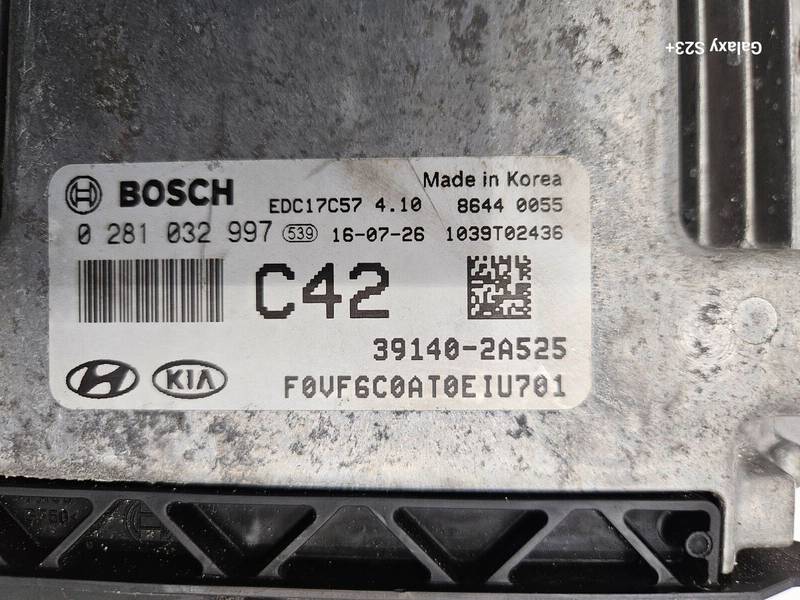 Galaxy S23+
BOSCH
Made in Korea
EDC17C57 4.10 8644 0055
0 281 032 997 539 16-07-26 1039T02436
C42
39140-2A525
KIA
F0VF6C0AT0EIU701